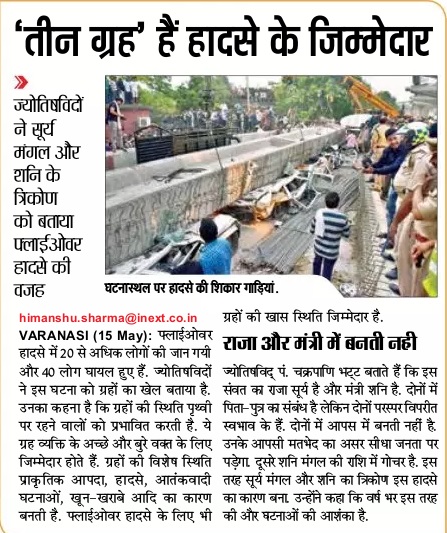 ‘तीन ग्रह’ हैं हादसे के जिम्मेदार
ज्योतिषविदों
ने सूर्य
मंगल और
शनि के
त्रिकोण
को बताया
फ्लाईओवर
हादसे की
वजह
घटनास्थल पर हादसे की शिकार गाड़ियां.
himanshu.sharma@inext.co.in
VARANASI (15 May): फ्लाईओवर
हादसे में 20 से अधिक लोगों की जान गयी
और 40 लोग घायल हुए हैं. ज्योतिषविदों
ने इस घटना को ग्रहों का खेल बताया है.
उनका कहना है कि ग्रहों की स्थिति पृथ्वी
पर रहने वालों को प्रभावित करती है. ये
ग्रह व्यक्ति के अच्छे और बुरे वक्त के लिए
जिम्मेदार होते हैं. ग्रहों की विशेष स्थिति
प्राकृतिक आपदा, हादसे, आतंकवादी
घटनाओं, खून-खराबे आदि का कारण
बनती है. फ्लाईओवर हादसे के लिए भी
ग्रहों की खास स्थिति जिम्मेदार है.
राजा और मंत्री में बनती नही
ज्योतिषविद् पं. चक्रपाणि भट्ट बताते हैं कि इस
संवत का राजा सूर्य है और मंत्री शनि है. दोनों में
पिता-पुत्र का संबंध है लेकिन दोनों परस्पर विपरीत
स्वभाव के हैं. दोनों में आपस में बनती नहीं है.
उनके आपसी मतभेद का असर सीधा जनता पर
पड़ेगा. दूसरे शनि मंगल की राशि में गोचर है. इस
तरह सूर्य मंगल और शनि का त्रिकोण इस हादसे
का कारण बना. उन्होंने कहा कि वर्ष भर इस तरह
की और घटनाओं की आशंका है.